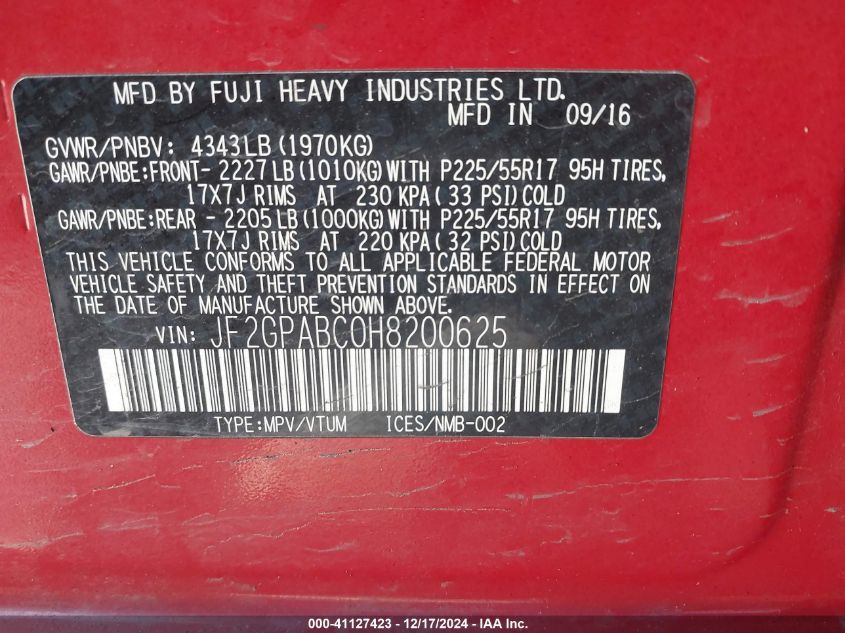 MFD BY FUJI HEAVY INDUSTRIES LTD.
MFD IN 09/16
GVWR/PNBV: 4343LB(1970KG)
GAWR/PNBE:FRONT- 2227LB(1010KG)WITH P225/55R17 95H TIRES,
17X7J RIMS AT 230KPA(33 PSI)COLD
GAWR/PNBE:REAR - 2205LB(1000KG)WITH P225/55R17 95H TIRES,
17X7J RIMS AT 220KPA(32 PSI)COLD
THIS VEHICLE CONFORMS TO ALL APPLICABLE FEDERAL MOTOR
VEHICLE SAFETY AND THEFT PREVENTION STANDARDS IN EFFECT ON
THE DATE OF MANUFACTURE SHOWN ABOVE.
VIN: JF2GPABC0H8200625
TYPE:MPV/VTUM ICES/NMB-002
000-41127423 - 12/17/2024 - IAA Inc.